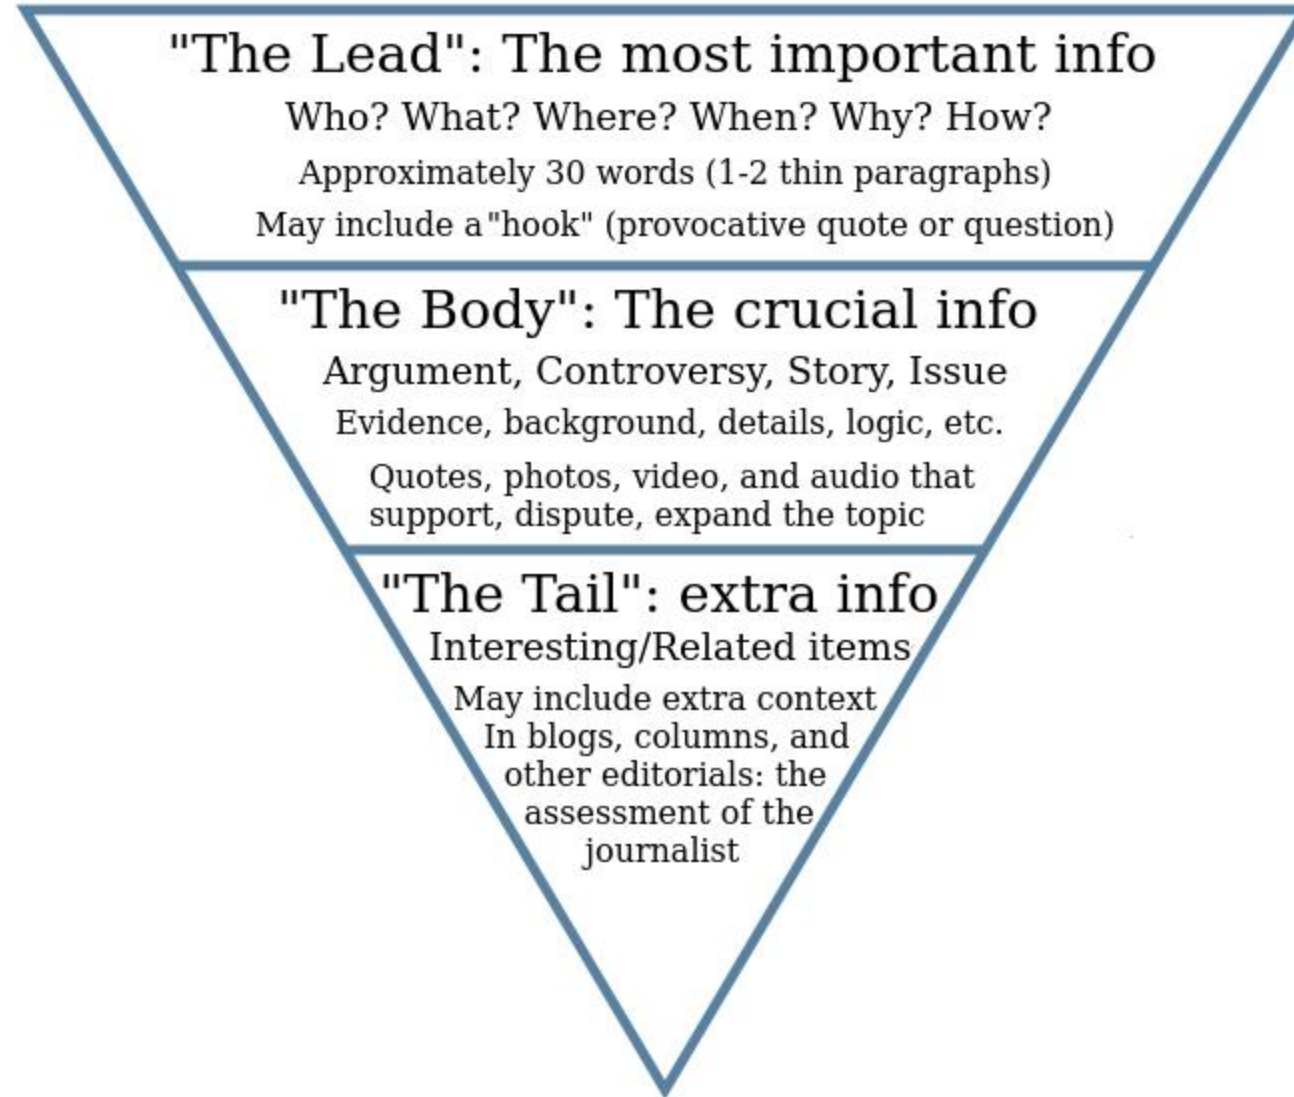 "The Lead": The most important info
Who? What? Where? When? Why? How?
Approximately 30 words (1-2 thin paragraphs)
May include a "hook" (provocative quote or question)
"The Body": The crucial info
Argument, Controversy, Story, Issue
Evidence, background, details, logic, etc.
Quotes, photos, video, and audio that
support, dispute, expand the topic
"The Tail": extra info
Interesting/Related items
May include extra context
In blogs, columns, and
other editorials: the
assessment of the
journalist